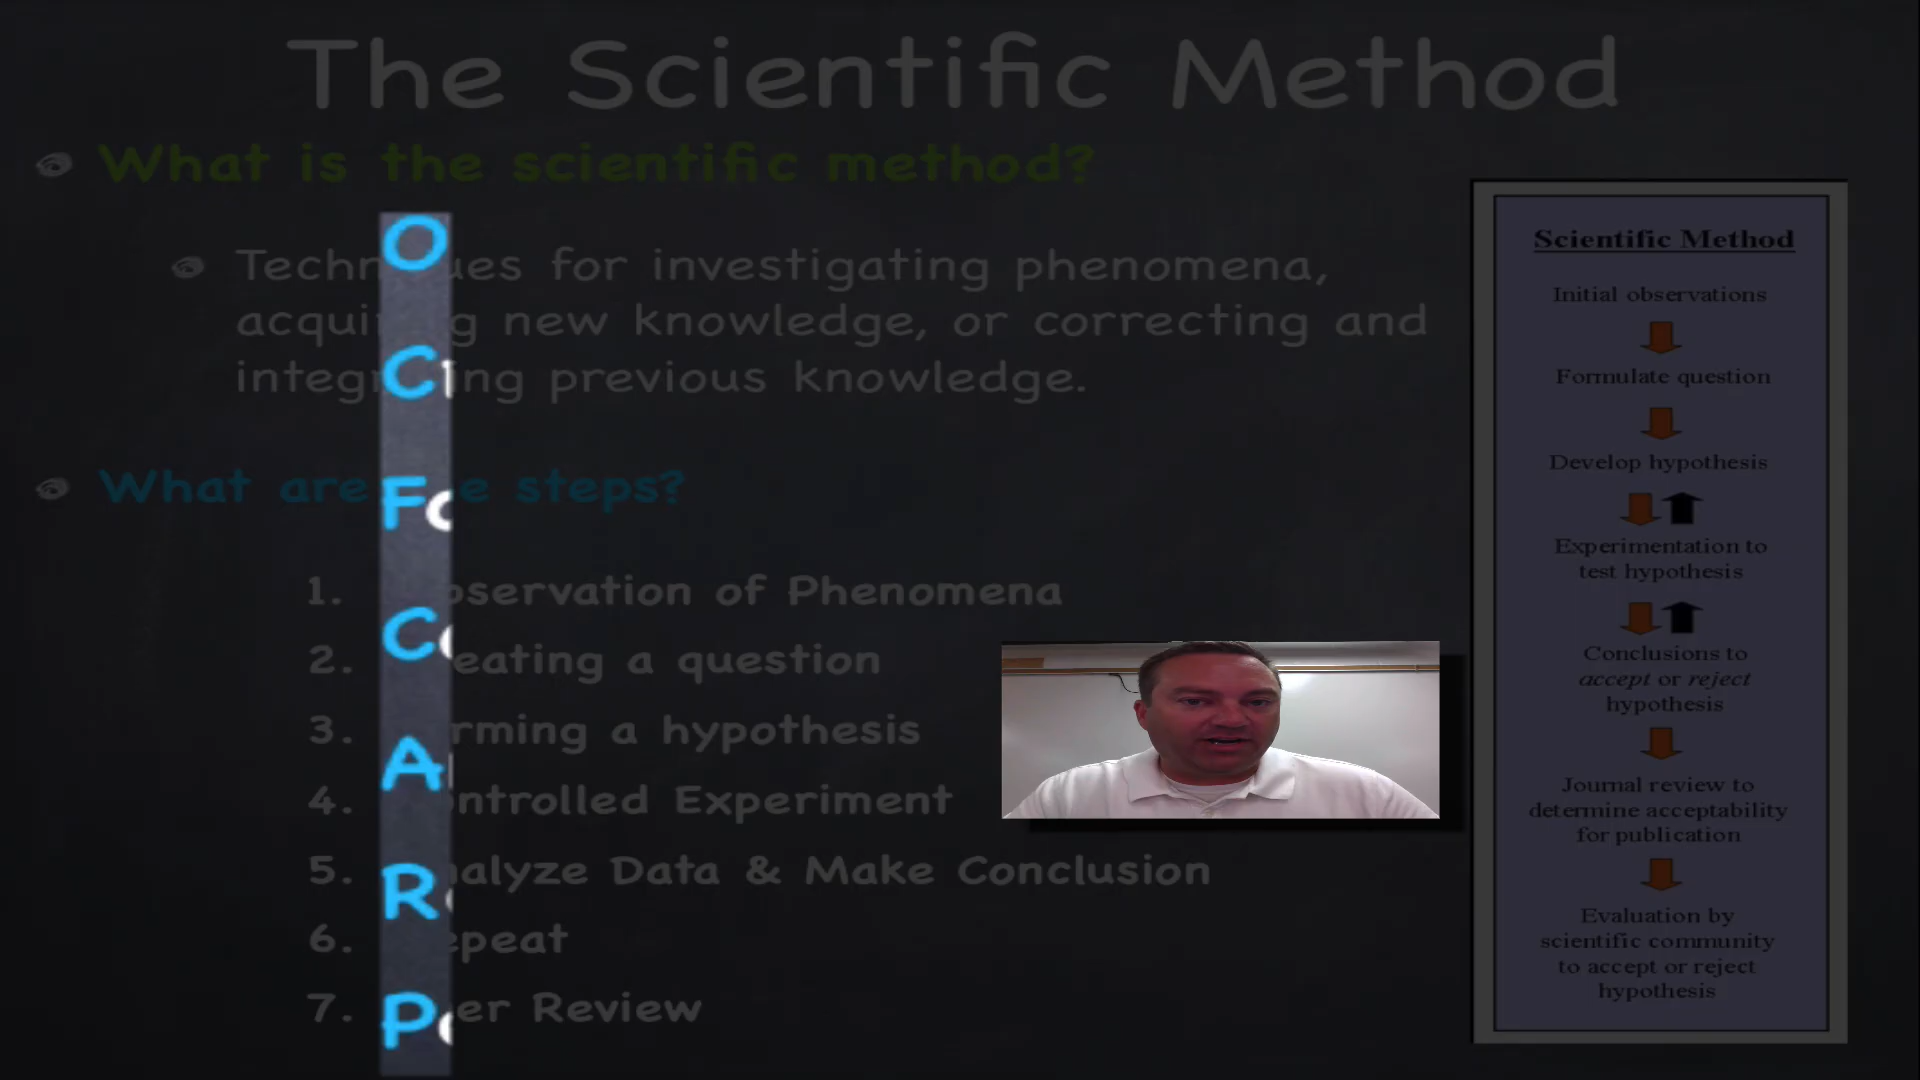 The Scientific Method
What is the scientific method?
Techn ues for investigating phenomena,
acqui g new knowledge, or correcting and
integ ing previous knowledge.
What are e steps?
1. bservation of Phenomena
2. eating a question
3. rming a hypothesis
4. ntrolled Experiment
5. nalyze Data & Make Conclusion
6. epeat
7. er Review
O
C
F
C
A
R
P
Scientific Method
Initial observations
Formulate question
Develop hypothesis
Experimentation to
test hypothesis
Conclusions to
accept or reject
hypothesis
Journal review to
determine acceptability
for publication
Evaluation by
scientific community
to accept or reject
hypothesis